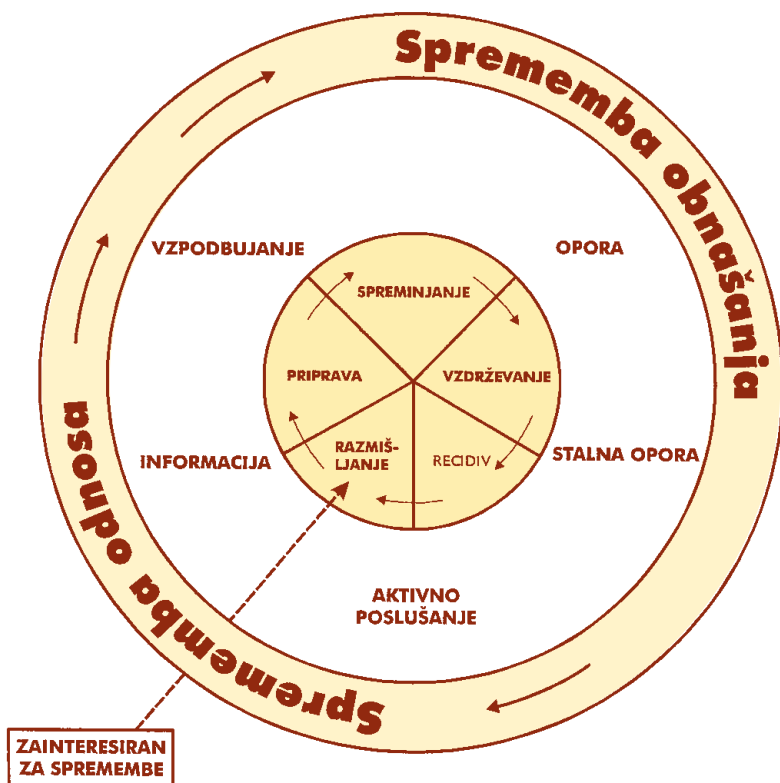 Sprememba obnašanja
VZPODBUJANJE
OPORA
SPREMINJANJE
PRIPRAVA
VZDRŽEVANJE
INFORMACIJA
RAZMIŠ-
LJANJE
RECIDIV
STALNA OPORA
Sprememba odnosa
AKTIVNO
POSLUŠANJE
ZAINTERESIRAN
ZA SPREMEMBE